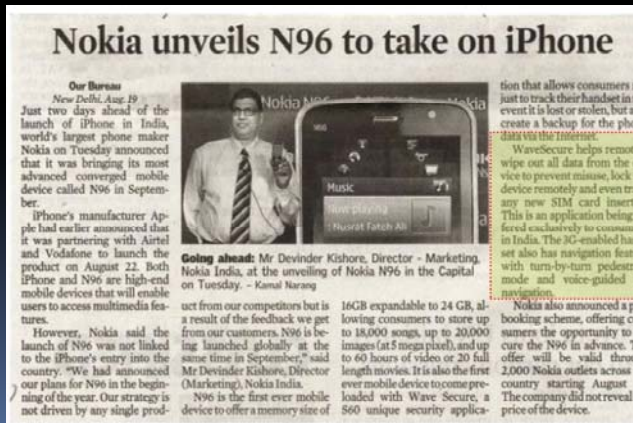 Nokia unveils N96 to take on iPhone
Our Bureau
New Delhi, Aug. 19
Just two days ahead of the
launch of iPhone in India,
world's largest phone maker
Nokia on Tuesday announced
that it was bringing its most
advanced converged mobile
device called N96 in Septem-
ber.
iPhone's manufacturer Ap-
ple had earlier announced that
it was partnering with Airtel
and Vodafone to launch the
product on August 22. Both
iPhone and N96 are high-end
mobile devices that will enable
users to access multimedia fea-
tures.
However, Nokia said the
launch of N96 was not linked
to the iPhone's entry into the
country. "We had announced
our plans for N96 in the begin-
ning of the year. Our strategy is
not driven by any single prod-
Nokia
Music
Now playing
: Nusrat Fateh Ali
Going ahead: Mr Devinder Kishore, Director - Marketing,
Nokia India, at the unveiling of Nokia N96 in the Capital
on Tuesday. – Kamal Narang
uct from our competitors but is
a result of the feedback we get
from our customers. N96 is be-
ing launched globally at the
same time in September," said
Mr Devinder Kishore, Director
(Marketing), Nokia India.
N96 is the first ever mobile
device to offer a memory size of
16GB expandable to 24 GB, al-
lowing consumers to store up
to 18,000 songs, up to 20,000
images (at 5 mega pixel), and up
to 60 hours of video or 20 full
length movies. It is also the first
ever mobile device to come pre-
loaded with Wave Secure, a
S60 unique security applica-
tion that allows consumers
just to track their handset in
event it is lost or stolen, but a
create a backup for the pho
data via the Internet.
WaveSecure helps remo
wipe out all data from the
vice to prevent misuse, lock
device remotely and even tr
any new SIM card insert
This is an application being
fered exclusively to consum
in India. The 3G-enabled ha
set also has navigation featu
with turn-by-turn pedestr
mode and voice-guided
navigation.
Nokia also announced a p
booking scheme, offering c
sumers the opportunity to
cure the N96 in advance. T
offer will be valid thro
2,000 Nokia outlets across
country starting August
The company did not reveal
price of the device.